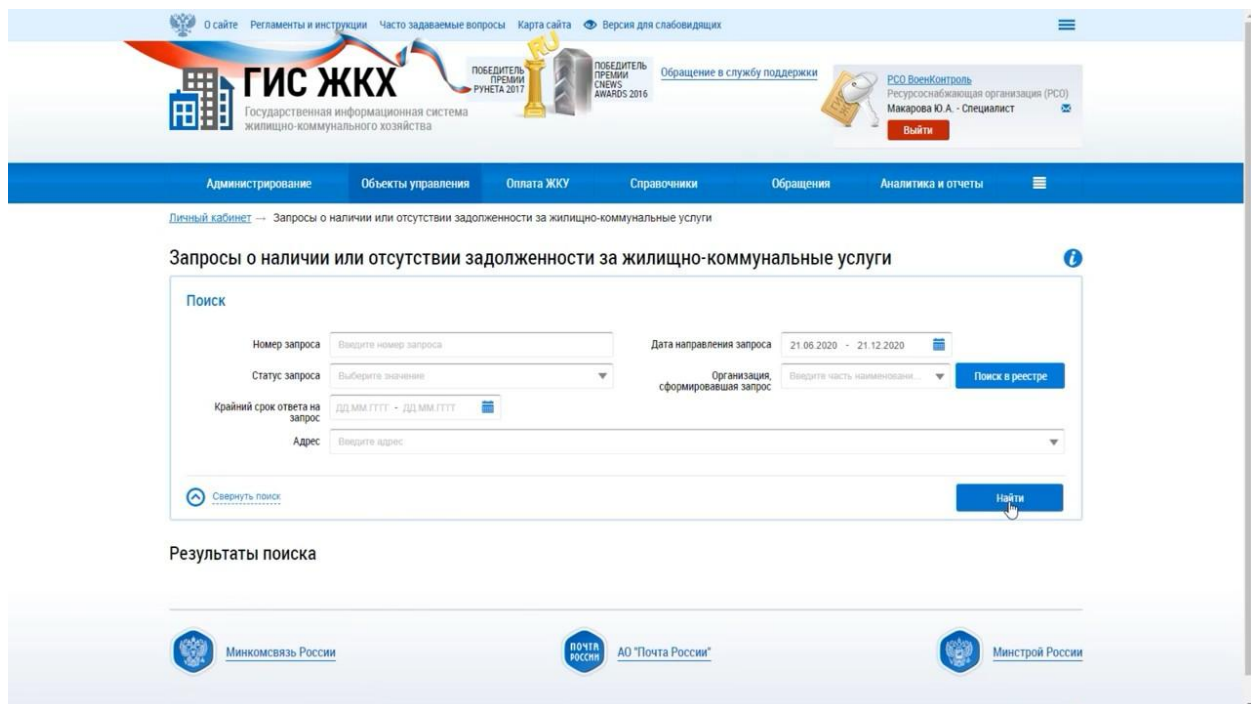 О сайте Регламенты и инструкции Часто задаваемые вопросы Карта сайта Версия для слабовидящих
ГИС ЖКХ
Государственная информационная система
жилищно-коммунального хозяйства
ПОБЕДИТЕЛЬ
ПРЕМИИ
РУНЕТА 2017
RU
ПОБЕДИТЕЛЬ
ПРЕМИИ
CNEWS
AWARDS 2016
Обращение в службу поддержки
РСО ВоенКонтроль
Ресурсоснабжающая организация (РСО)
Макарова Ю.А. - Специалист
Выйти
Администрирование Объекты управления Оплата ЖКУ Справочники Обращения Аналитика и отчеты
Личный кабинет → Запросы о наличии или отсутствии задолженности за жилищно-коммунальные услуги
Запросы о наличии или отсутствии задолженности за жилищно-коммунальные услуги
Поиск
Номер запроса Введите номер запроса Дата направления запроса 21.06.2020 - 21.12.2020
Статус запроса Выберите значение Организация, сформировавшая запрос Введите часть наименовани... Поиск в реестре
Крайний срок ответа на запрос ДД.ММ.ГГГГ - ДД.ММ.ГГГГ
Адрес Введите адрес
Свернуть поиск Найти
Результаты поиска
Минкомсвязь России ПОЧТА РОССИИ АО "Почта России" Минстрой России